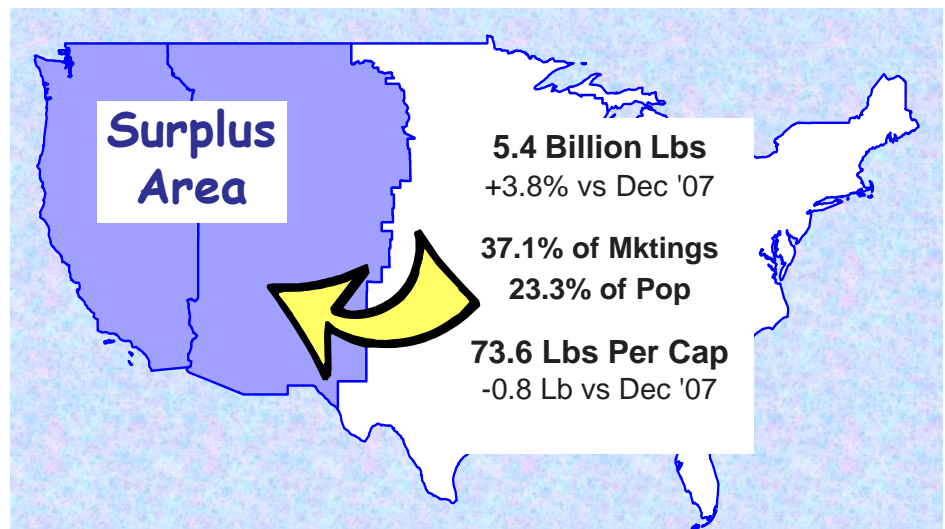 Surplus
Area
5.4 Billion Lbs
+3.8% vs Dec '07
37.1% of Mktings
23.3% of Pop
73.6 Lbs Per Cap
-0.8 Lb vs Dec '07